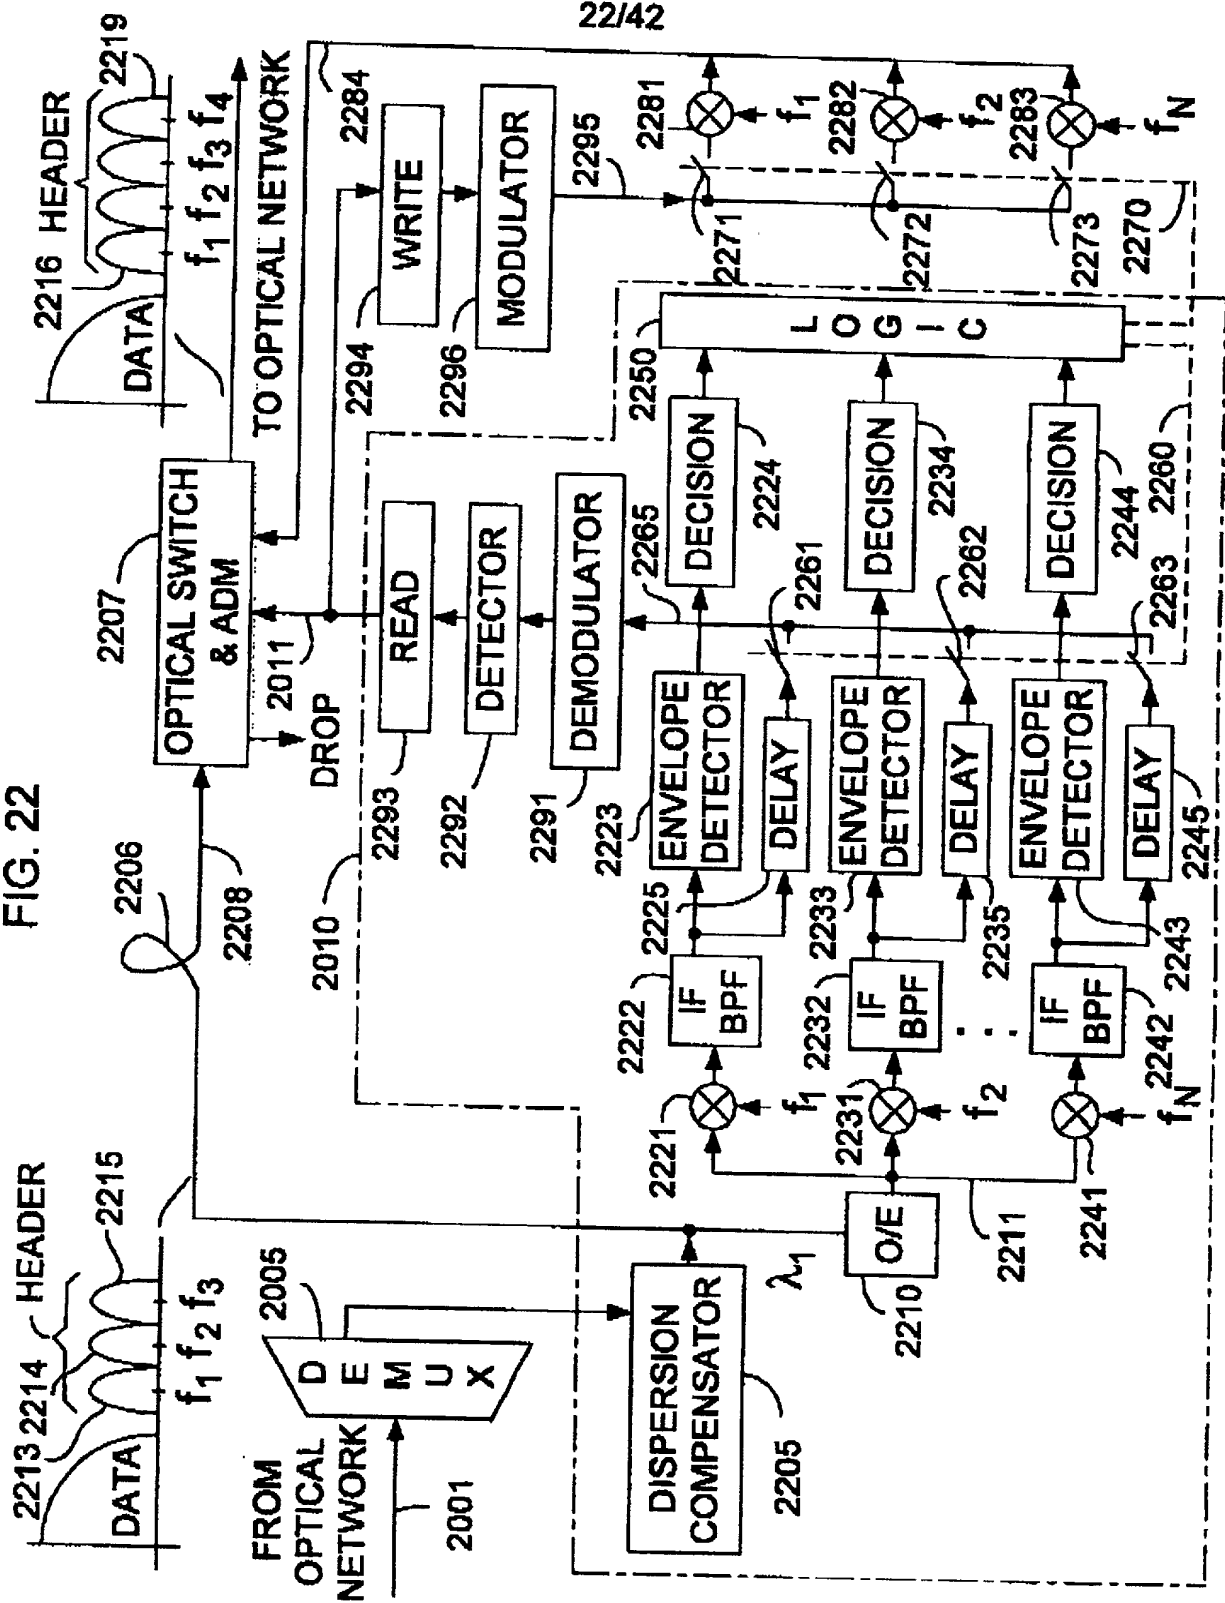 22/42
FIG. 22
DATA
HEADER
2213
2214
2215
f1 f2 f3
2206
2208
2207
OPTICAL SWITCH
& ADM
DROP
2011
DATA
2216
HEADER
2219
f1 f2 f3 f4
TO OPTICAL NETWORK
2284
FROM
OPTICAL
NETWORK
2001
DEMUX
2005
2010
READ
2293
DETECTOR
2292
DEMODULATOR
2291
2265
WRITE
2294
MODULATOR
2296
2295
DISPERSION
COMPENSATOR
2205
λ1
O/E
2210
2211
2221
f1
2222
IF
BPF
2223
ENVELOPE
DETECTOR
2225
DELAY
2261
DECISION
2224
2231
f2
2232
IF
BPF
2233
ENVELOPE
DETECTOR
2235
DELAY
2262
DECISION
2234
. . .
2241
fN
2242
IF
BPF
2243
ENVELOPE
DETECTOR
2245
DELAY
2263
DECISION
2244
2260
2250
LOGIC
2271
2272
2273
2270
2281
f1
2282
f2
2283
fN